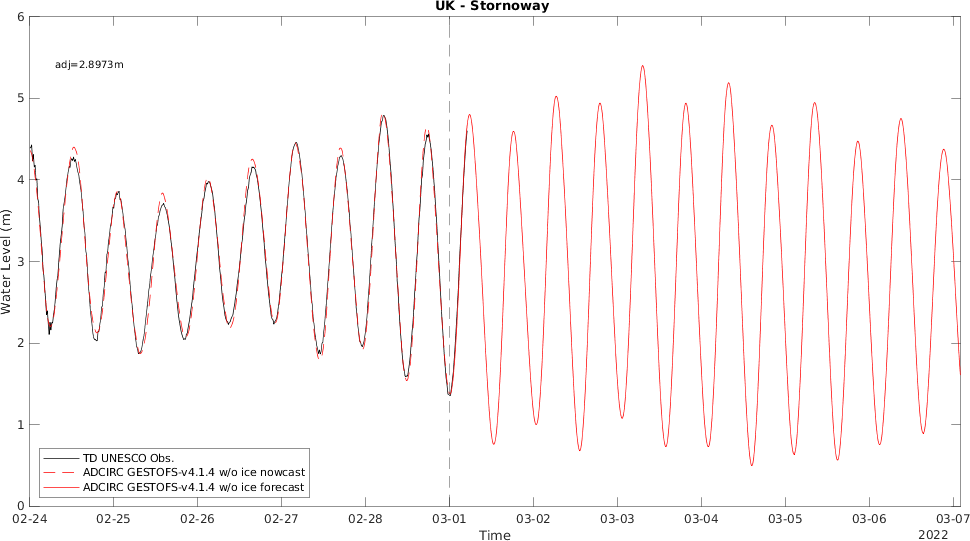 UK - Stornoway
6
adj=2.8973m
5
4
3
2
1
0
Water Level (m)
TD UNESCO Obs.
ADCIRC GESTOFS-v4.1.4 w/o ice nowcast
ADCIRC GESTOFS-v4.1.4 w/o ice forecast
02-24 02-25 02-26 02-27 02-28 03-01 03-02 03-03 03-04 03-05 03-06 03-07
Time
2022